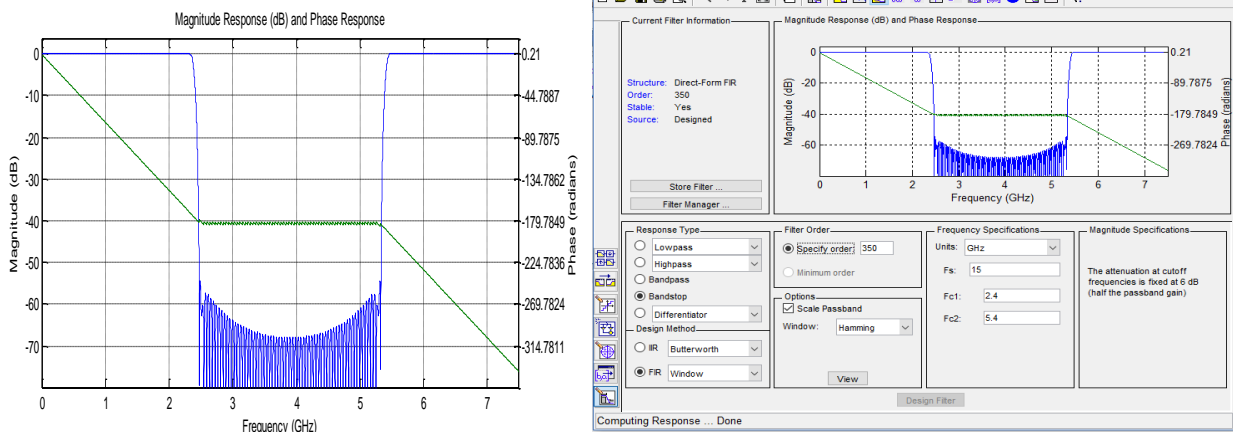 Magnitude Response (dB) and Phase Response
Magnitude (dB)
0
-10
-20
-30
-40
-50
-60
-70
0.21
-44.7887
-89.7875
-134.7862
-179.7849
-224.7836
-269.7824
-314.7811
Phase (radians)
0 1 2 3 4 5 6 7
Frequency (GHz)
Current Filter Information
Structure: Direct-Form FIR
Order: 350
Stable: Yes
Source: Designed
Store Filter ...
Filter Manager ...
Magnitude Response (dB) and Phase Response
Magnitude (dB)
0
-20
-40
-60
0.21
-89.7875
-179.7849
-269.7824
Phase (radians)
0 1 2 3 4 5 6 7
Frequency (GHz)
Response Type
Lowpass
Highpass
Bandpass
Bandstop
Differentiator
Design Method
IIR Butterworth
FIR Window
Filter Order
Specify order: 350
Minimum order
Options
Scale Passband
Window: Hamming
View
Frequency Specifications
Units: GHz
Fs: 15
Fc1: 2.4
Fc2: 5.4
Magnitude Specifications
The attenuation at cutoff
frequencies is fixed at 6 dB
(half the passband gain)
Design Filter
Computing Response ... Done